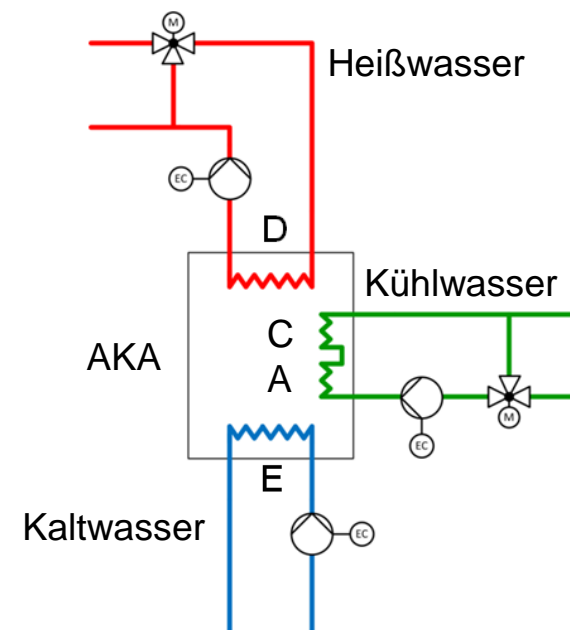 M
Heißwasser
EC
D
Kühlwasser
C
AKA
A
M
EC
E
Kaltwasser
EC